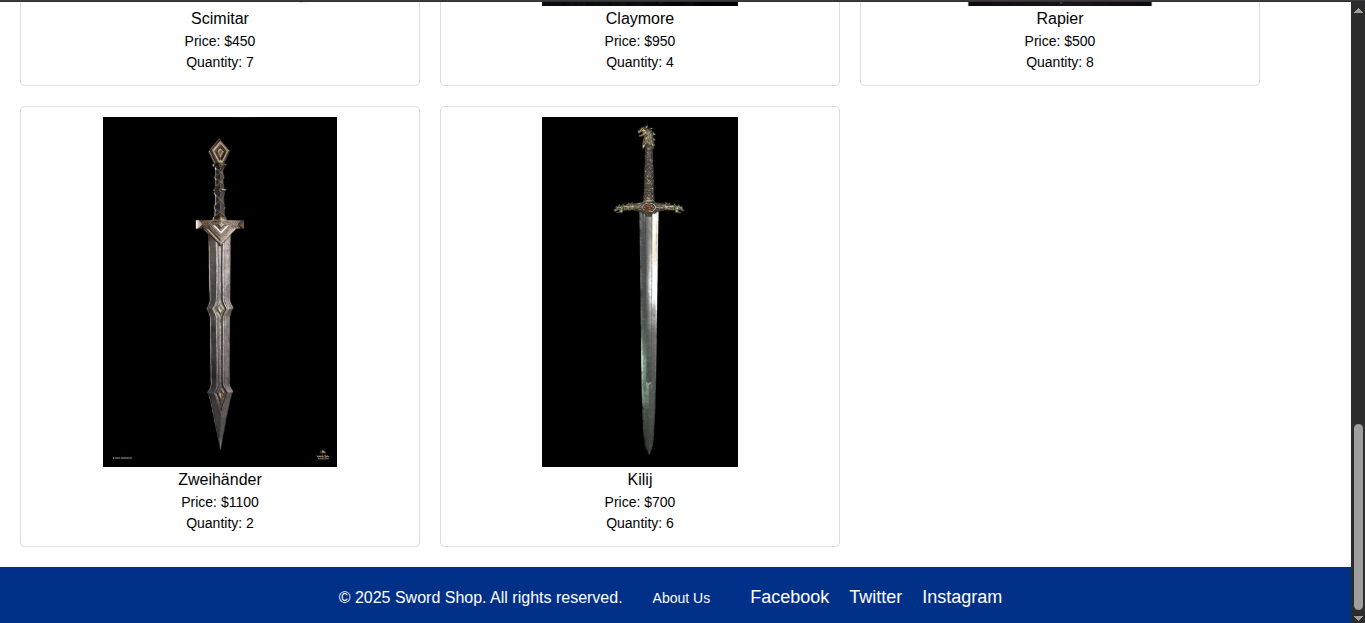 Scimitar
Price: $450
Quantity: 7
Claymore
Price: $950
Quantity: 4
Rapier
Price: $500
Quantity: 8
Zweihänder
Price: $1100
Quantity: 2
Kilij
Price: $700
Quantity: 6
© 2025 Sword Shop. All rights reserved. About Us Facebook Twitter Instagram